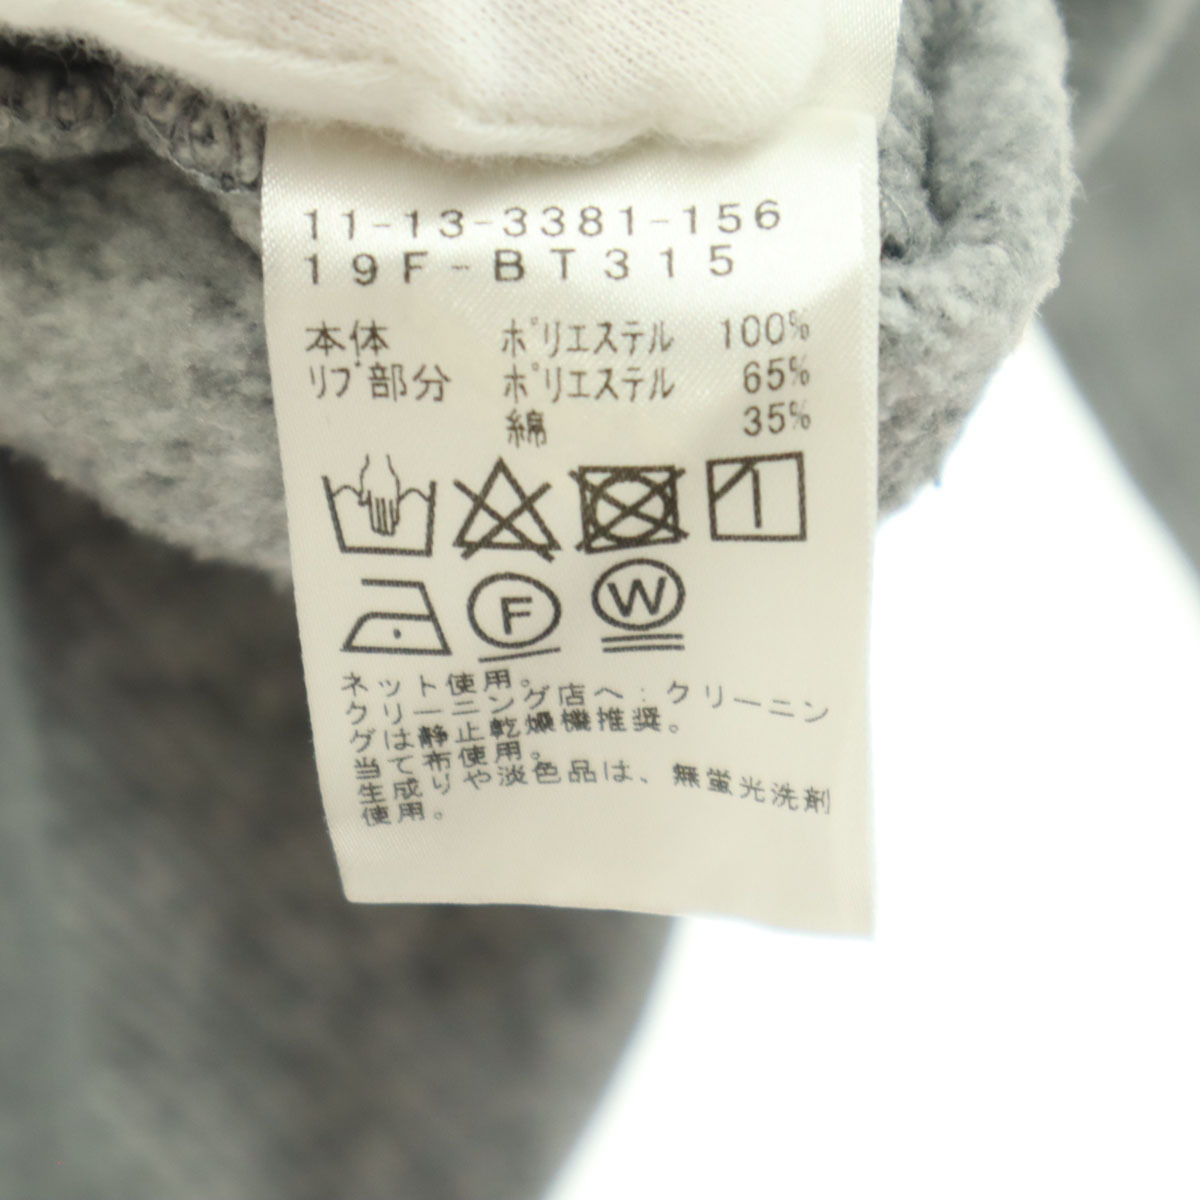 11-13-3381-156
19F-BT315
本体 ポリエステル 100%
リブ部分 ポリエステル 65%
綿 35%
F W
ネット使用。
クリーニング店へ：クリーニン
グは静止乾燥機推奨。
当て布使用。
生成りや淡色品は、無蛍光洗剤
使用。